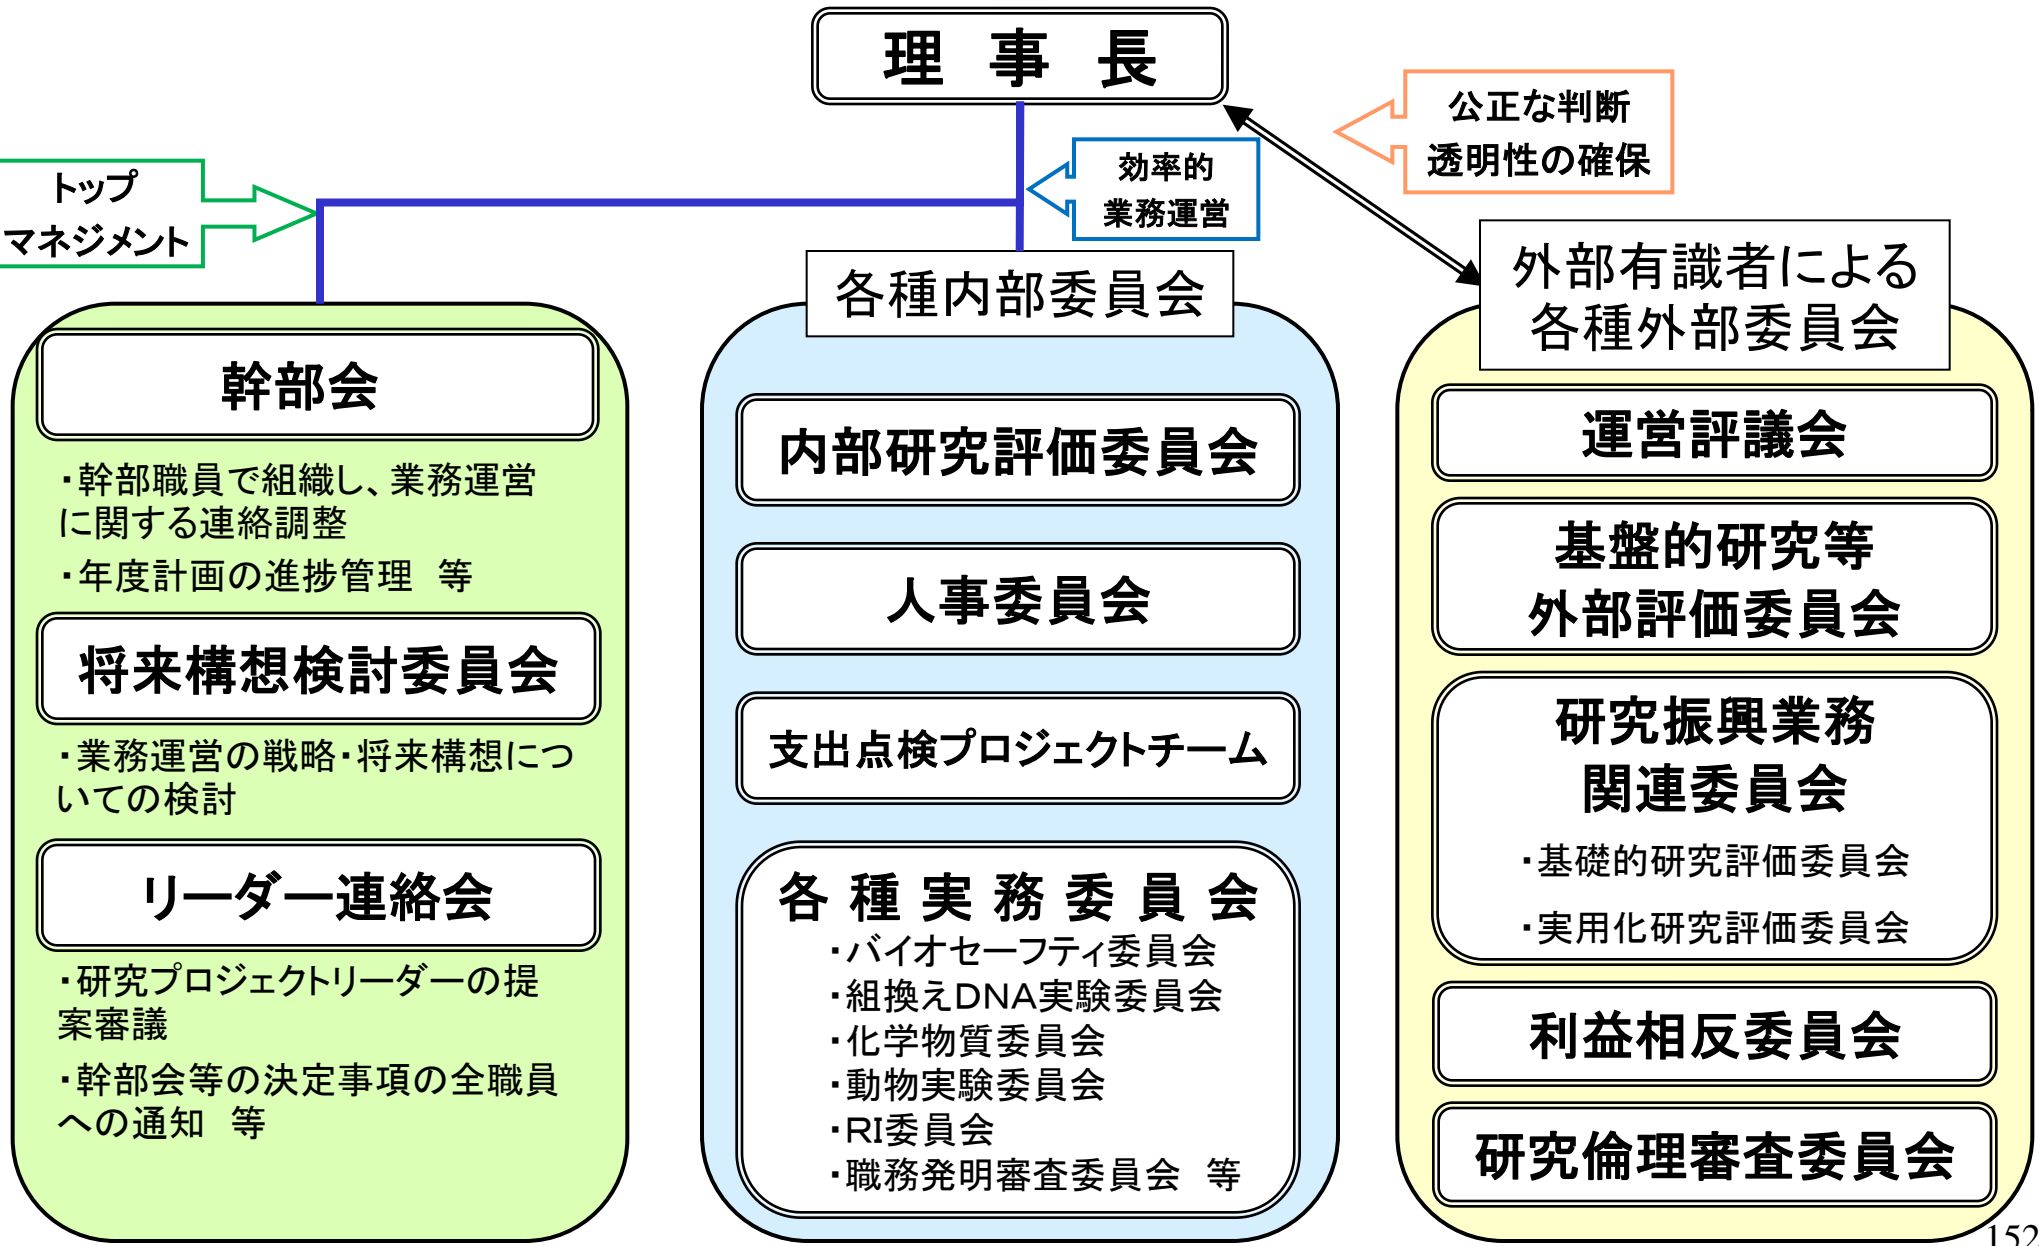 理　事　長
公正な判断
透明性の確保
効率的
業務運営
トップ
マネジメント
幹部会
・幹部職員で組織し、業務運営
に関する連絡調整
・年度計画の進捗管理　等
将来構想検討委員会
・業務運営の戦略・将来構想につ
いての検討
リーダー連絡会
・研究プロジェクトリーダーの提
案審議
・幹部会等の決定事項の全職員
への通知　等
各種内部委員会
内部研究評価委員会
人事委員会
支出点検プロジェクトチーム
各種実務委員会
・バイオセーフティ委員会
・組換えDNA実験委員会
・化学物質委員会
・動物実験委員会
・RI委員会
・職務発明審査委員会　等
外部有識者による
各種外部委員会
運営評議会
基盤的研究等
外部評価委員会
研究振興業務
関連委員会
・基礎的研究評価委員会
・実用化研究評価委員会
利益相反委員会
研究倫理審査委員会
152